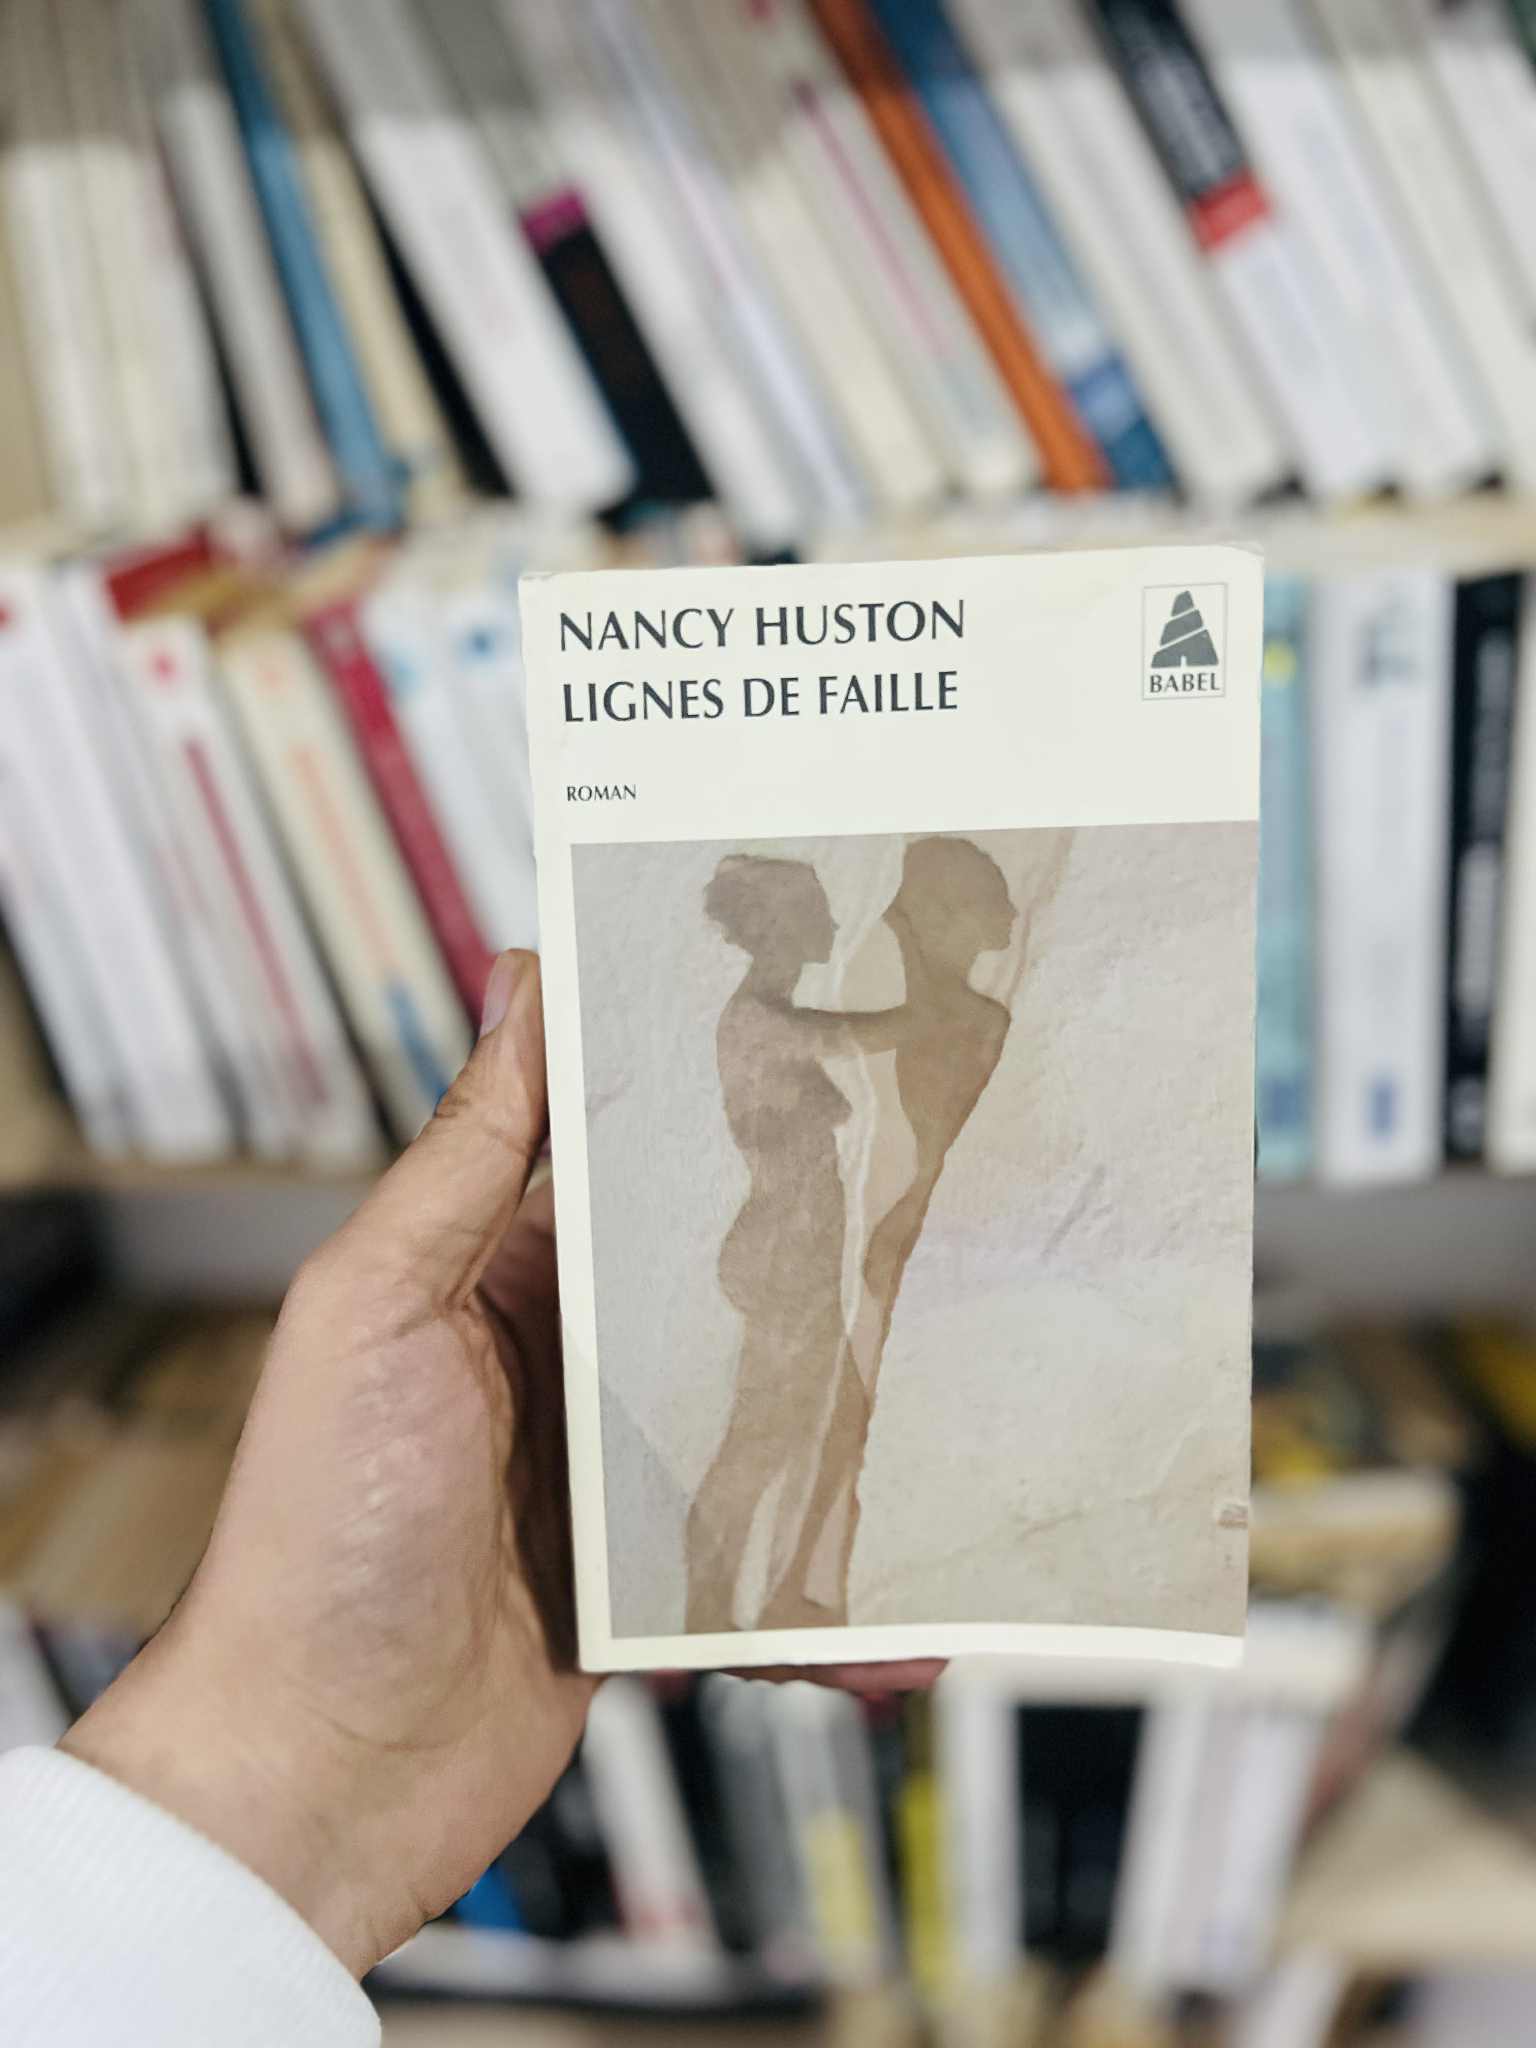 NANCY HUSTON
LIGNES DE FAILLE
BABEL
ROMAN